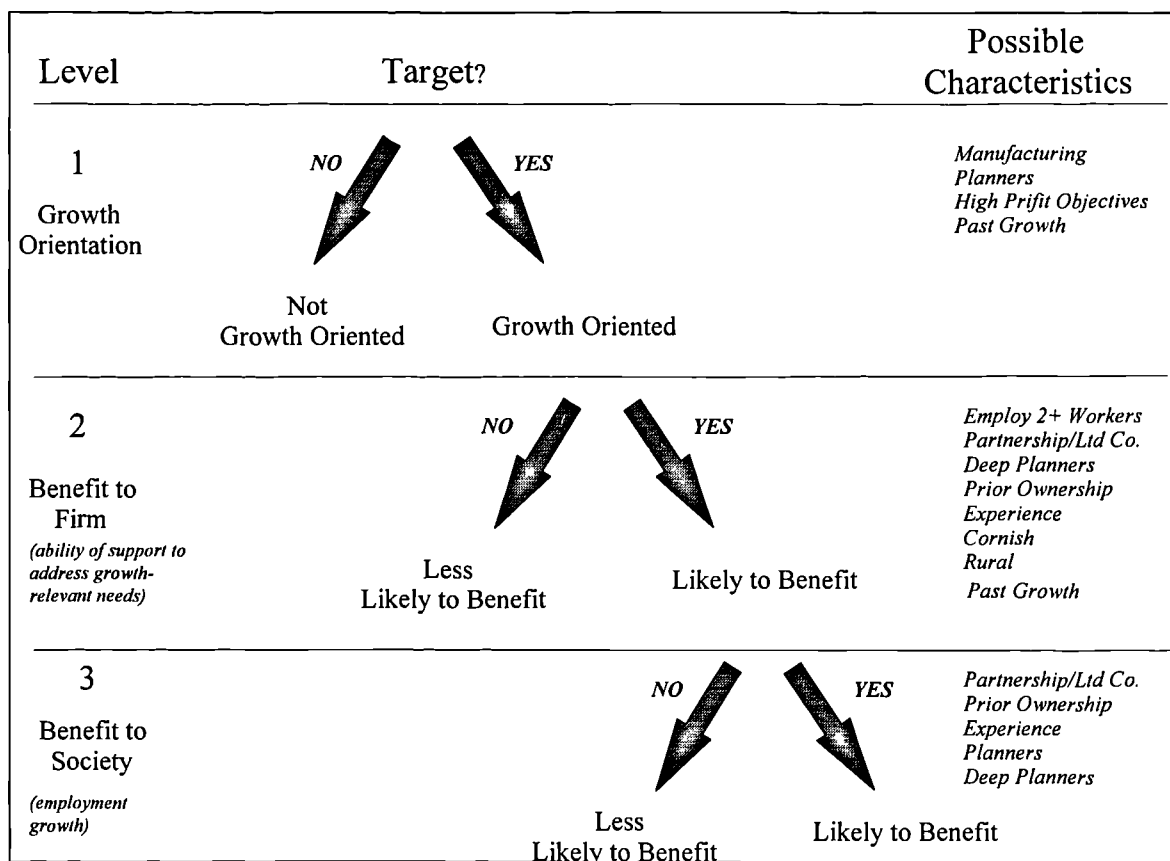 Level
Target?
Possible
Characteristics
1
Growth
Orientation
NO
YES
Not
Growth Oriented
Growth Oriented
Manufacturing
Planners
High Prifit Objectives
Past Growth
2
Benefit to
Firm
(ability of support to
address growth-
relevant needs)
NO
YES
Less
Likely to Benefit
Likely to Benefit
Employ 2+ Workers
Partnership/Ltd Co.
Deep Planners
Prior Ownership
Experience
Cornish
Rural
Past Growth
3
Benefit to
Society
(employment
growth)
NO
YES
Less
Likely to Benefit
Likely to Benefit
Partnership/Ltd Co.
Prior Ownership
Experience
Planners
Deep Planners